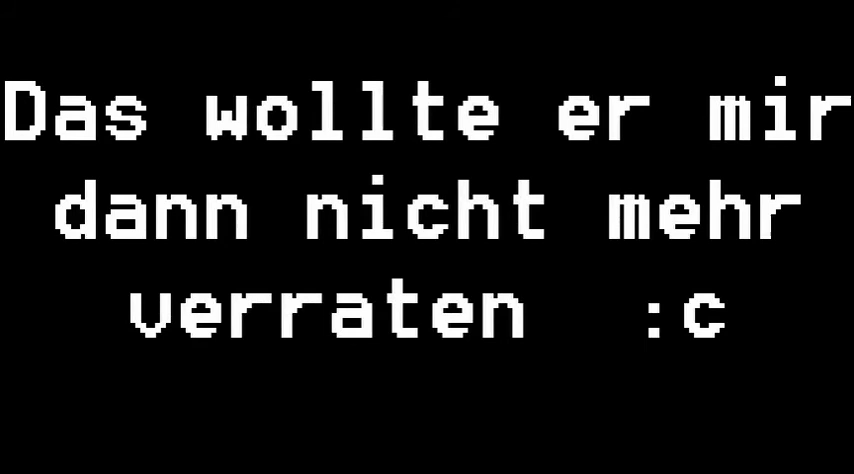 Das wollte er mir
dann nicht mehr
verraten :c